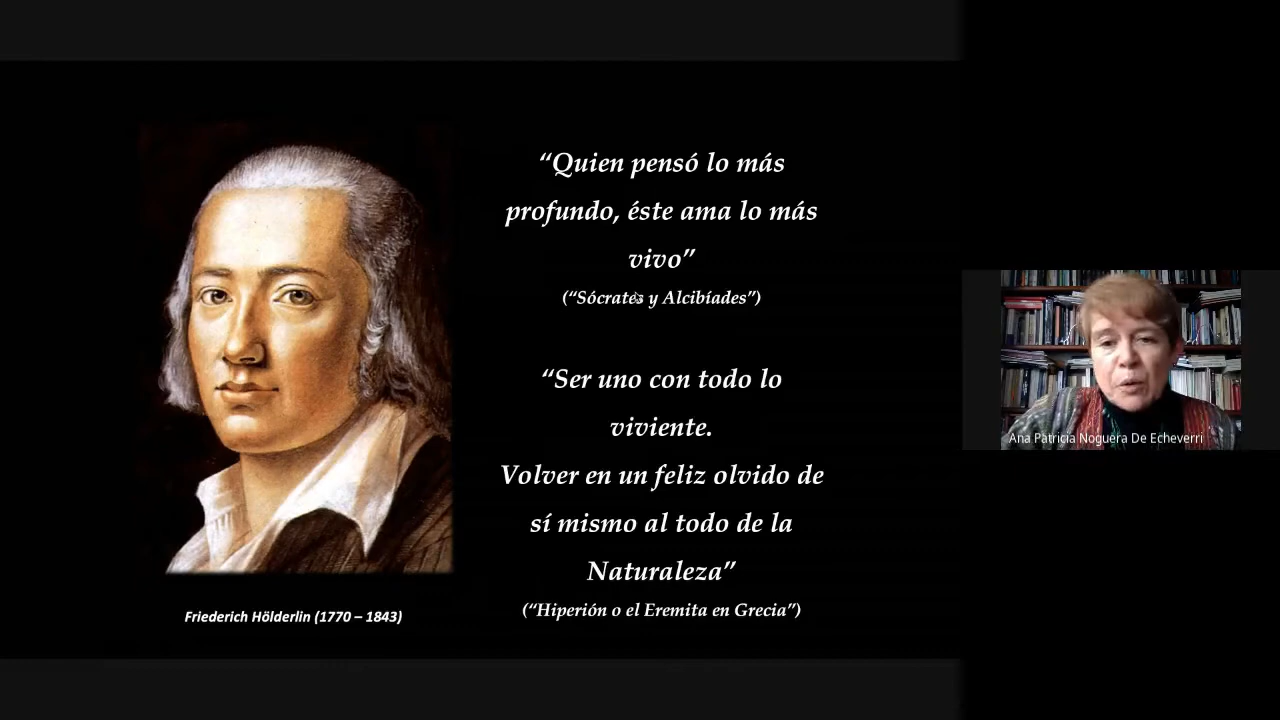 “Quien pensó lo más
profundo, éste ama lo más
vivo”
(“Sócrates y Alcibíades”)
“Ser uno con todo lo
viviente.
Volver en un feliz olvido de
sí mismo al todo de la
Naturaleza”
(“Hiperión o el Eremita en Grecia”)
Friederich Hölderlin (1770 – 1843)
Ana Patricia Noguera De Echeverri